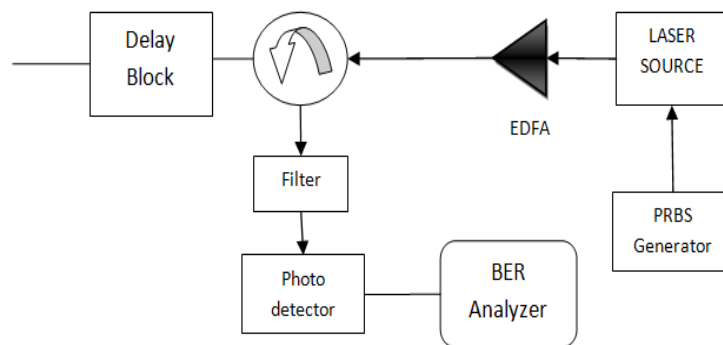 Delay
Block
LASER
SOURCE
EDFA
Filter
PRBS
Generator
Photo
detector
BER
Analyzer